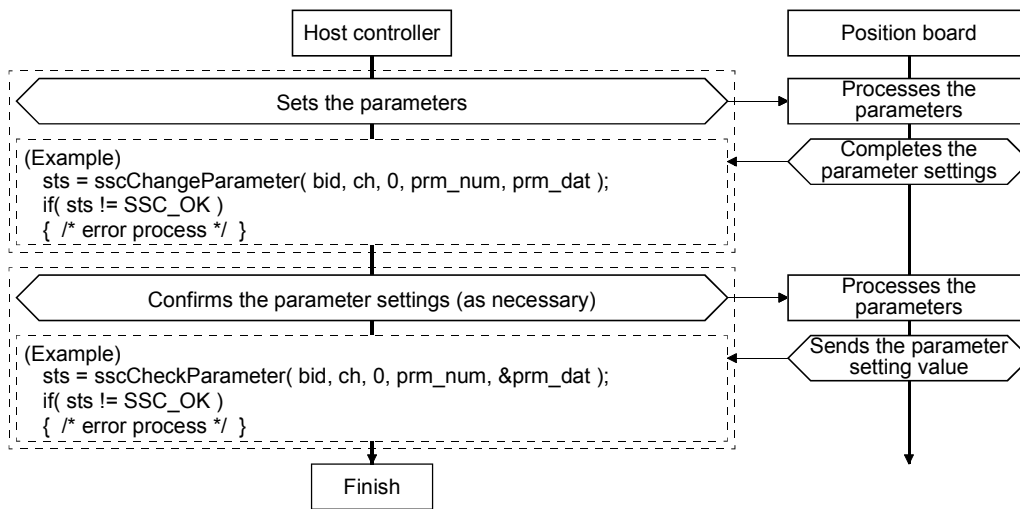 Host controller
Position board
Sets the parameters
Processes the
parameters
(Example)
sts = sscChangeParameter( bid, ch, 0, prm_num, prm_dat );
if( sts != SSC_OK )
{  /* error process */  }
Completes the
parameter settings
Confirms the parameter settings (as necessary)
Processes the
parameters
(Example)
sts = sscCheckParameter( bid, ch, 0, prm_num, &prm_dat );
if( sts != SSC_OK )
{  /* error process */  }
Sends the parameter
setting value
Finish